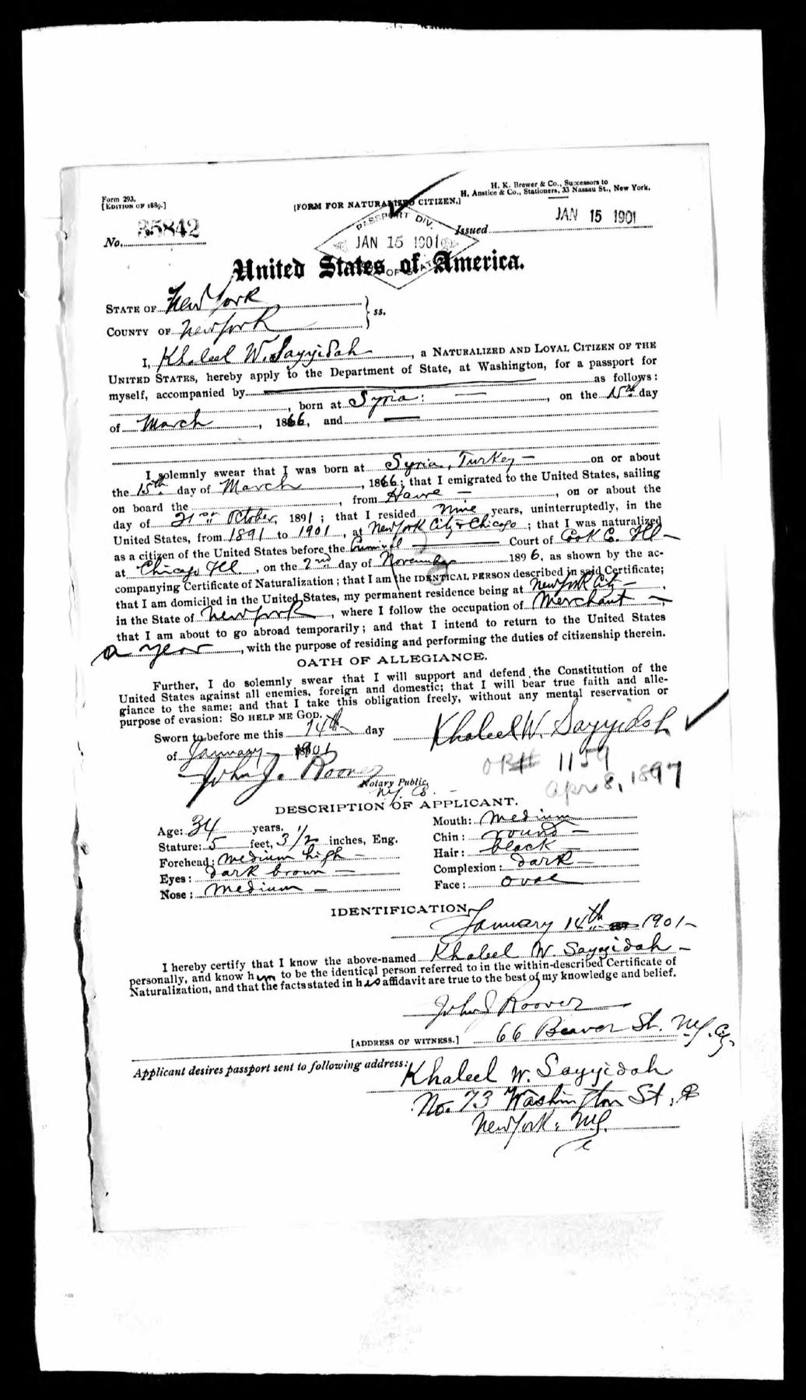 Form 293.
[EDITION OF 1889.]
H. K. Brewer & Co., Successors to
H. Anstice & Co., Stationers, 33 Nassau St., New York.
[FORM FOR NATURALIZED CITIZEN.]
No. 35842
PASSPORT DIV.
JAN 15 1901
OF STATE
Issued JAN 15 1901
United States of America.
STATE OF New York
COUNTY OF New York } ss.
I, Khaleel W. Sayyidah, a NATURALIZED AND LOYAL CITIZEN OF THE
UNITED STATES, hereby apply to the Department of State, at Washington, for a passport for
myself, accompanied by as follows:
, born at Syria: —, on the 15th day
of March, 1866, and —
I solemnly swear that I was born at Syria, Turkey — on or about
the 15th day of March, 1866; that I emigrated to the United States, sailing
on board the , from Havre —, on or about the
day of 21st October, 1891; that I resided nine years, uninterruptedly, in the
United States, from 1891 to 1901, at New York City & Chicago; that I was naturalized
as a citizen of the United States before the Criminal — Court of Cook C. Ill —
at Chicago Ill., on the 2nd day of November 1896, as shown by the ac-
companying Certificate of Naturalization; that I am the IDENTICAL PERSON described in said Certificate;
that I am domiciled in the United States, my permanent residence being at New York City —
in the State of New York, where I follow the occupation of Merchant —,
that I am about to go abroad temporarily; and that I intend to return to the United States
a year, with the purpose of residing and performing the duties of citizenship therein.
OATH OF ALLEGIANCE.
Further, I do solemnly swear that I will support and defend the Constitution of the
United States against all enemies, foreign and domestic; that I will bear true faith and alle-
giance to the same; and that I take this obligation freely, without any mental reservation or
purpose of evasion: SO HELP ME GOD.
Sworn to before me this 14th day
of January 1901
Khaleel W. Sayyidah
John J. Roover
Notary Public,
N.Y. Co. —
1159
Apr 8, 1897
DESCRIPTION OF APPLICANT.
Age: 34 years.
Stature: 5 feet, 3 1/2 inches, Eng.
Forehead: medium high —
Eyes: dark brown —
Nose: medium —
Mouth: medium
Chin: round —
Hair: black —
Complexion: dark —
Face: oval
IDENTIFICATION.
January 14th 1901 —
I hereby certify that I know the above-named Khaleel W. Sayyidah —
personally, and know him to be the identical person referred to in the within-described Certificate of
Naturalization, and that the facts stated in his affidavit are true to the best of my knowledge and belief.
John J Roover
[ADDRESS OF WITNESS.] 66 Beaver St. N.Y. Cy.
Applicant desires passport sent to following address:
Khaleel W. Sayyidah
No. 73 Washington St.,
New York, N.Y.